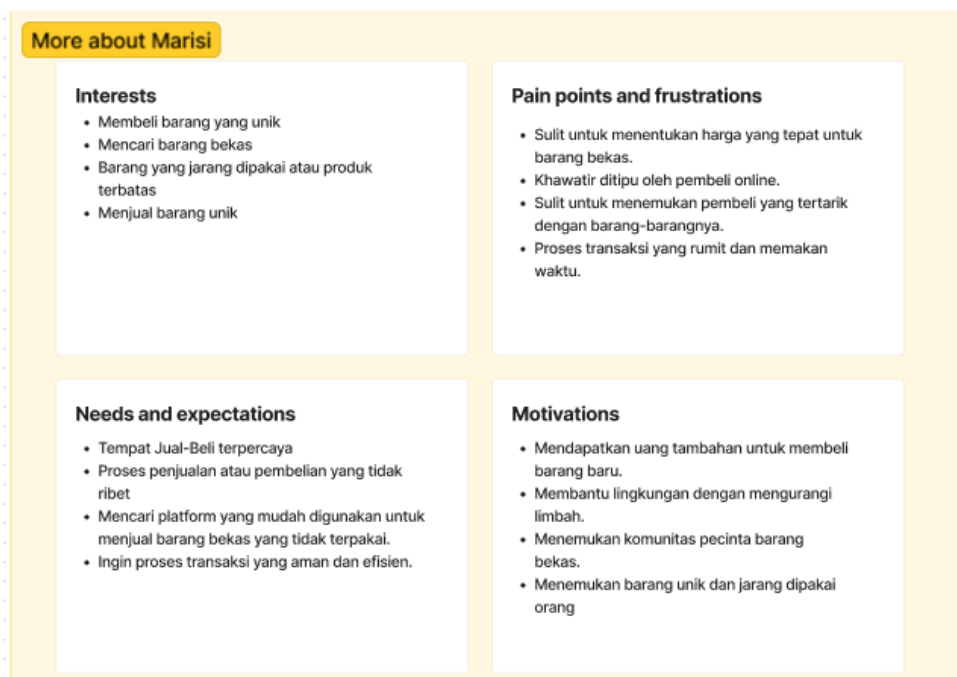 More about Marisi
Interests
• Membeli barang yang unik
• Mencari barang bekas
• Barang yang jarang dipakai atau produk
terbatas
• Menjual barang unik
Pain points and frustrations
• Sulit untuk menentukan harga yang tepat untuk
barang bekas.
• Khawatir ditipu oleh pembeli online.
• Sulit untuk menemukan pembeli yang tertarik
dengan barang-barangnya.
• Proses transaksi yang rumit dan memakan
waktu.
Needs and expectations
• Tempat Jual-Beli terpercaya
• Proses penjualan atau pembelian yang tidak
ribet
• Mencari platform yang mudah digunakan untuk
menjual barang bekas yang tidak terpakai.
• Ingin proses transaksi yang aman dan efisien.
Motivations
• Mendapatkan uang tambahan untuk membeli
barang baru.
• Membantu lingkungan dengan mengurangi
limbah.
• Menemukan komunitas pecinta barang
bekas.
• Menemukan barang unik dan jarang dipakai
orang